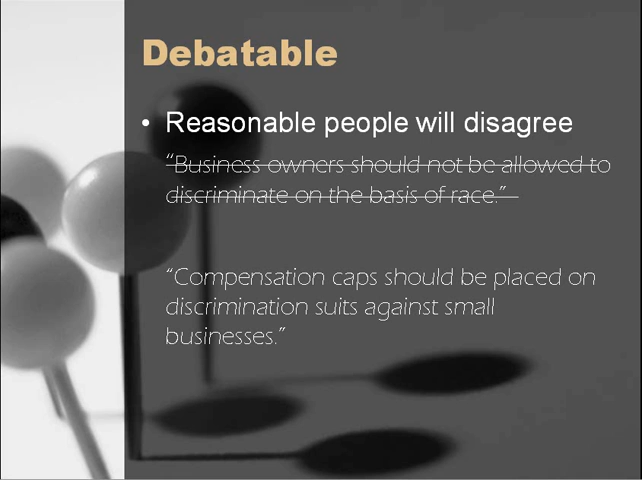 Debatable
• Reasonable people will disagree
“Business owners should not be allowed to
discriminate on the basis of race.”
“Compensation caps should be placed on
discrimination suits against small
businesses.”